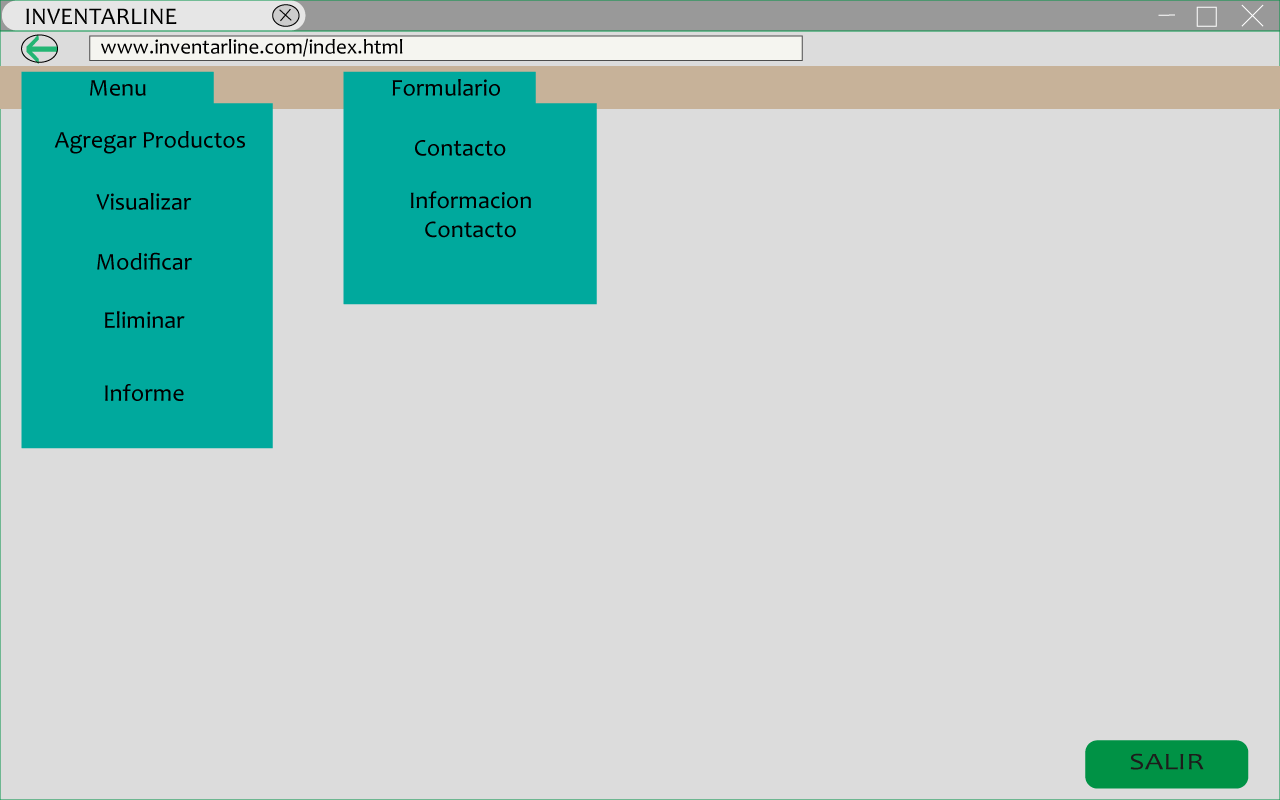 INVENTARLINE
www.inventarline.com/index.html
Menu
Agregar Productos
Visualizar
Modificar
Eliminar
Informe
Formulario
Contacto
Informacion
Contacto
SALIR